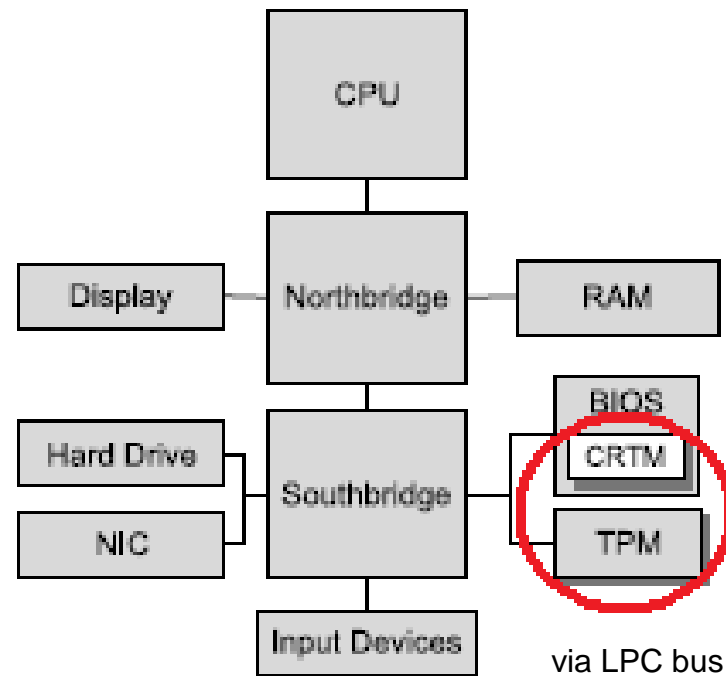 CPU
Display
Northbridge
RAM
BIOS
CRTM
Hard Drive
Southbridge
NIC
TPM
Input Devices
via LPC bus